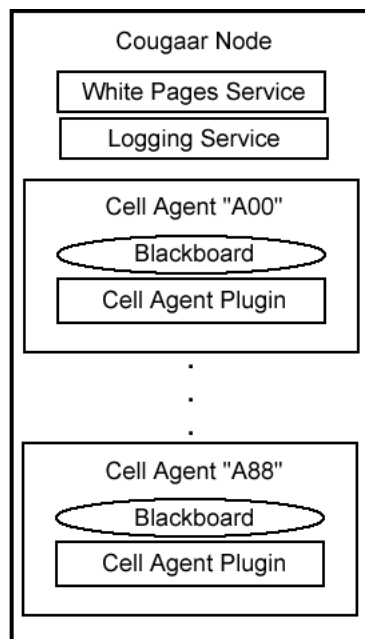 Cougaar Node
White Pages Service
Logging Service
Cell Agent "A00"
Blackboard
Cell Agent Plugin
.
.
.
Cell Agent "A88"
Blackboard
Cell Agent Plugin